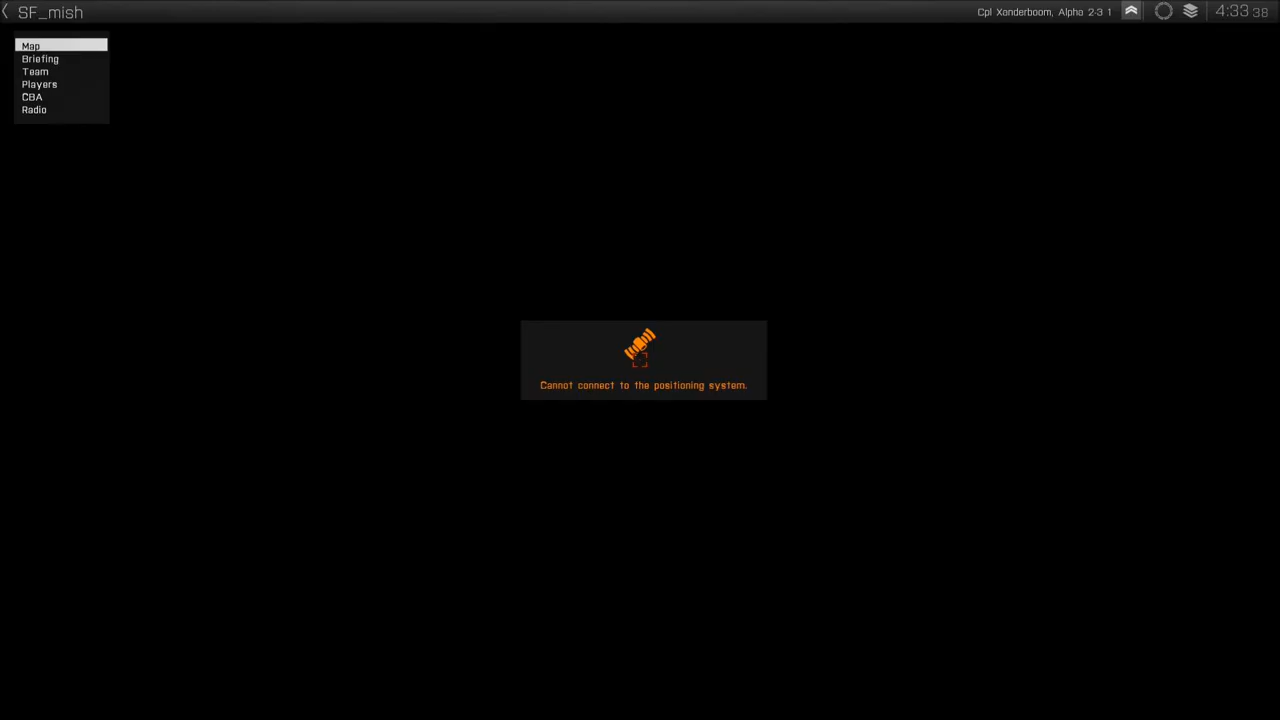 SF_mish
Cpl Xonderboom, Alpha 2-3 1
4:33 38
Map
Briefing
Team
Players
CBA
Radio
Cannot connect to the positioning system.